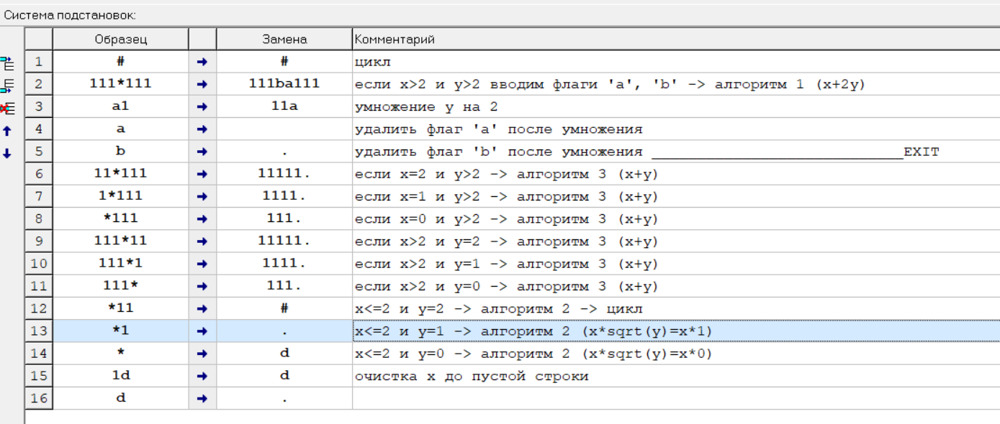 Система подстановок:
Образец Замена Комментарий
1 # → # цикл
2 111*111 → 111ba111 если x>2 и y>2 вводим флаги 'a', 'b' -> алгоритм 1 (x+2y)
3 a1 → 11a умножение y на 2
4 a → удалить флаг 'a' после умножения
5 b → . удалить флаг 'b' после умножения ___________________________EXIT
6 11*111 → 11111. если x=2 и y>2 -> алгоритм 3 (x+y)
7 1*111 → 1111. если x=1 и y>2 -> алгоритм 3 (x+y)
8 *111 → 111. если x=0 и y>2 -> алгоритм 3 (x+y)
9 111*11 → 11111. если x>2 и y=2 -> алгоритм 3 (x+y)
10 111*1 → 1111. если x>2 и y=1 -> алгоритм 3 (x+y)
11 111* → 111. если x>2 и y=0 -> алгоритм 3 (x+y)
12 *11 → # x<=2 и y=2 -> алгоритм 2 -> цикл
13 *1 → . x<=2 и y=1 -> алгоритм 2 (x*sqrt(y)=x*1)
14 * → d x<=2 и y=0 -> алгоритм 2 (x*sqrt(y)=x*0)
15 1d → d очистка x до пустой строки
16 d → .